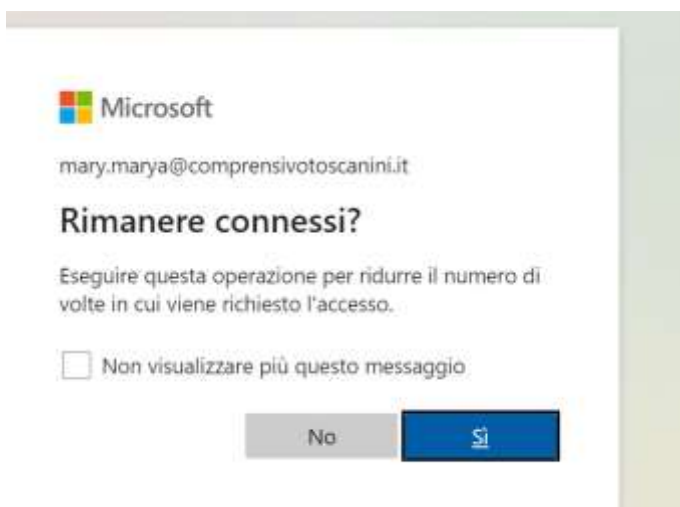 Microsoft
mary.marya@comprensivotoscanini.it
Rimanere connessi?
Eseguire questa operazione per ridurre il numero di
volte in cui viene richiesto l'accesso.
Non visualizzare più questo messaggio
No
Sì